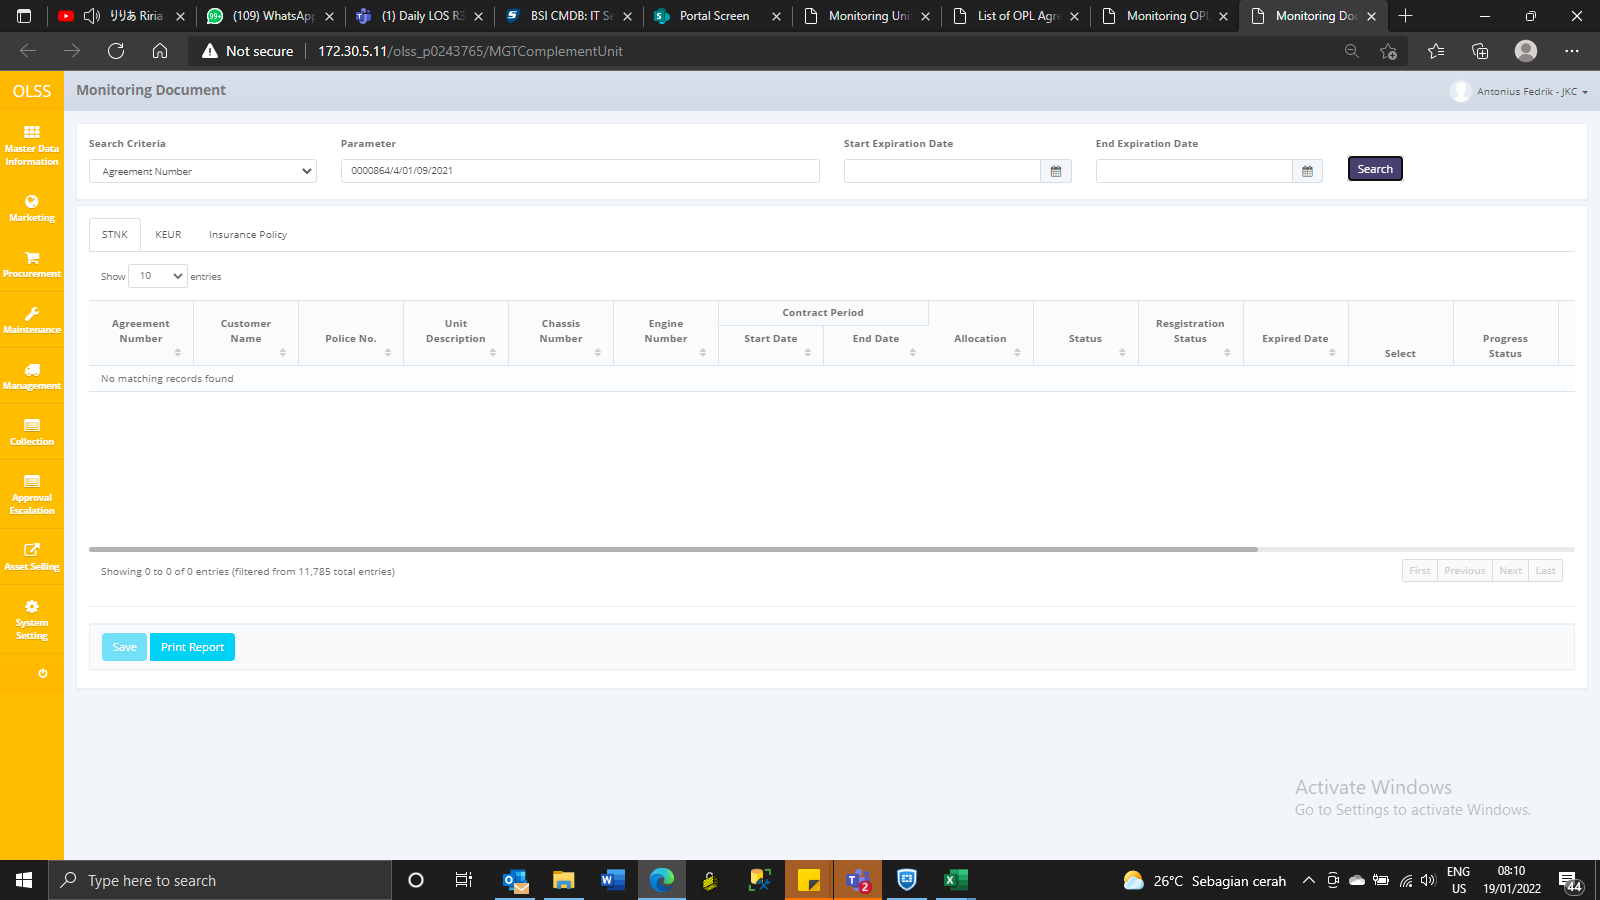 りりあ Riria
(109) WhatsApp
(1) Daily LOS R3
BSI CMDB: IT Se
Portal Screen
Monitoring Uni
List of OPL Agre
Monitoring OPL
Monitoring Doc
Not secure
172.30.5.11/olss_p0243765/MGTComplementUnit
OLSS
Monitoring Document
Antonius Fedrik - JKC
Master Data Information
Marketing
Procurement
Maintenance
Management
Collection
Approval Escalation
Asset Selling
System Setting
Search Criteria
Parameter
Start Expiration Date
End Expiration Date
Agreement Number
0000864/4/01/09/2021
Search
STNK
KEUR
Insurance Policy
Show 10 entries
Agreement Number
Customer Name
Police No.
Unit Description
Chassis Number
Engine Number
Contract Period
Start Date
End Date
Allocation
Status
Resgistration Status
Expired Date
Select
Progress Status
No matching records found
Showing 0 to 0 of 0 entries (filtered from 11,785 total entries)
First
Previous
Next
Last
Save
Print Report
Activate Windows
Go to Settings to activate Windows.
Type here to search
2
26°C Sebagian cerah
ENG
US
08:10
19/01/2022
44